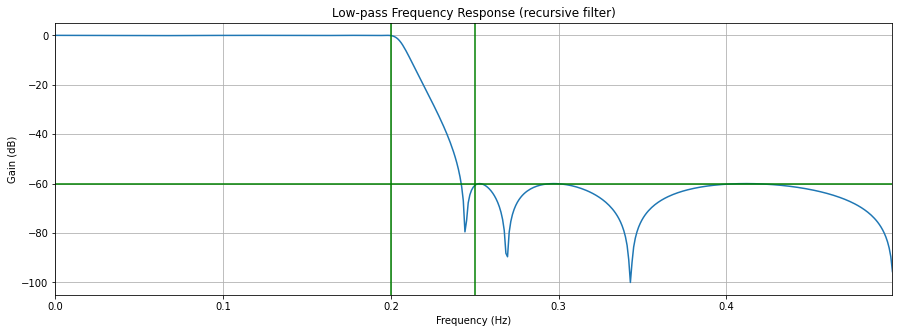 Low-pass Frequency Response (recursive filter)
Gain (dB)
0
−20
−40
−60
−80
−100
0.0 0.1 0.2 0.3 0.4
Frequency (Hz)